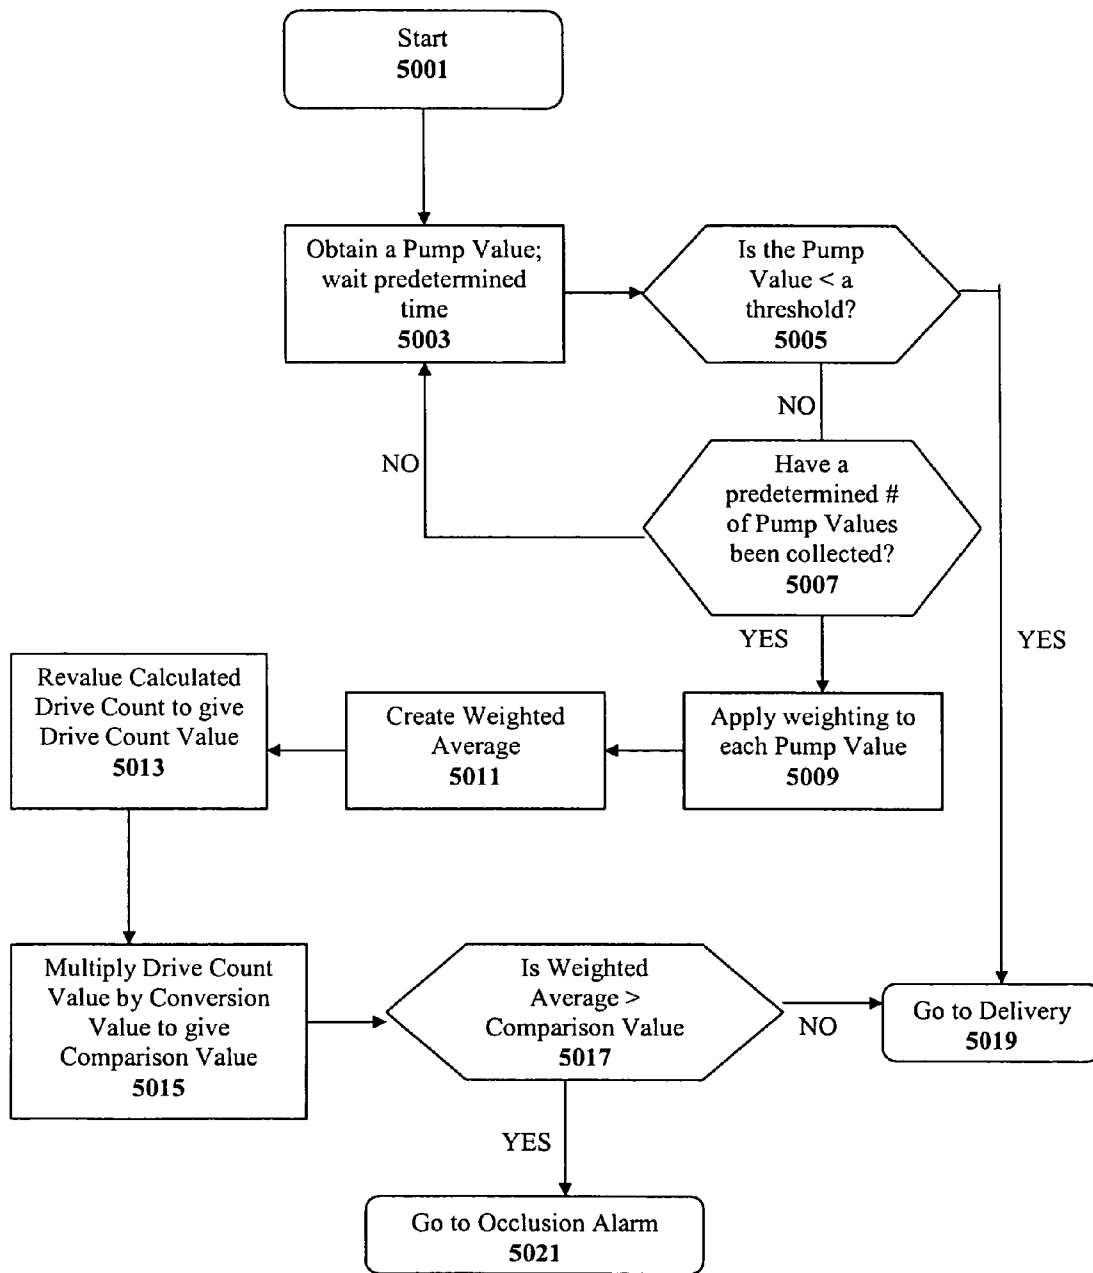 Start
5001
Obtain a Pump Value;
wait predetermined
time
5003
Is the Pump
Value < a
threshold?
5005
NO
NO
Have a
predetermined #
of Pump Values
been collected?
5007
YES
YES
Revalue Calculated
Drive Count to give
Drive Count Value
5013
Create Weighted
Average
5011
Apply weighting to
each Pump Value
5009
Multiply Drive Count
Value by Conversion
Value to give
Comparison Value
5015
Is Weighted
Average >
Comparison Value
5017
NO
Go to Delivery
5019
YES
Go to Occlusion Alarm
5021